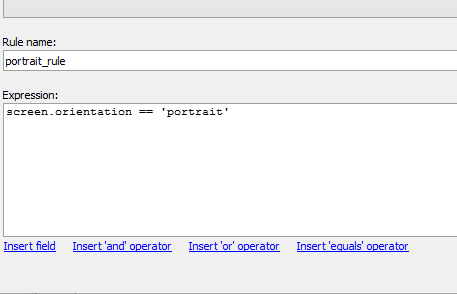 Rule name:
portrait_rule
Expression:
screen.orientation == 'portrait'
Insert field Insert 'and' operator Insert 'or' operator Insert 'equals' operator